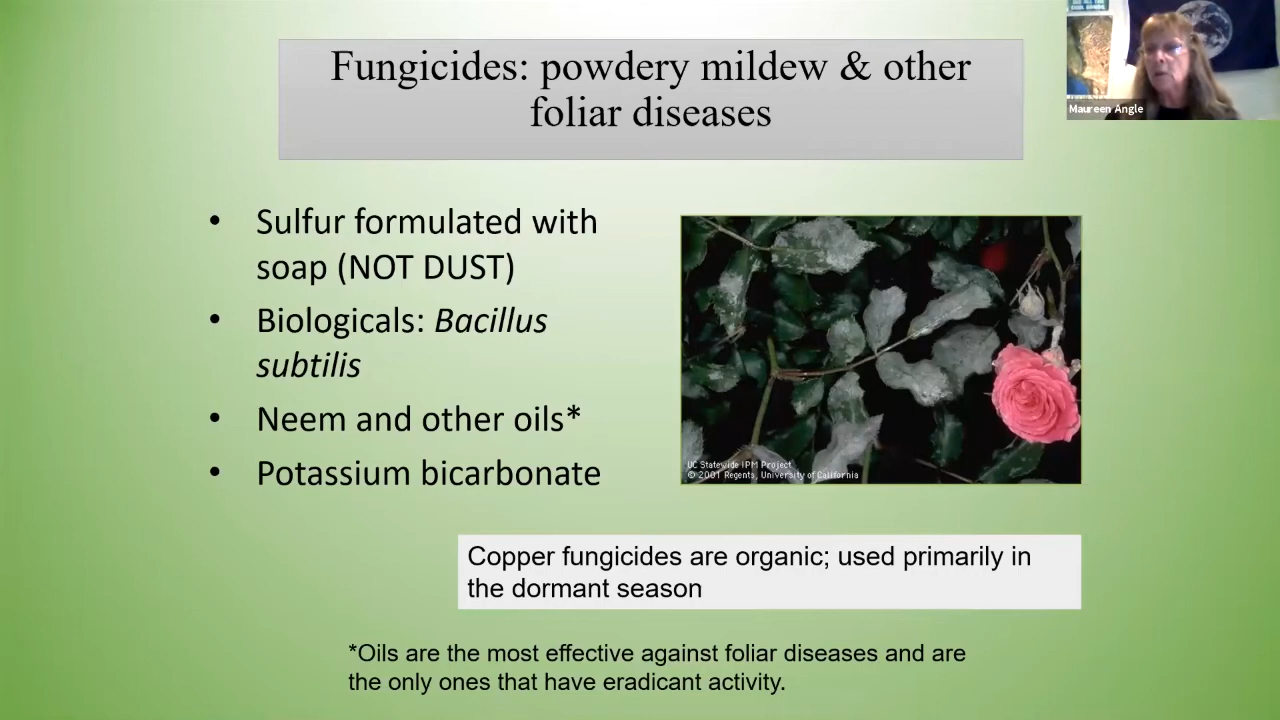 Fungicides: powdery mildew & other
foliar diseases
Maureen Angle
• Sulfur formulated with
soap (NOT DUST)
• Biologicals: Bacillus
subtilis
• Neem and other oils*
• Potassium bicarbonate
UC Statewide IPM Project
© 2001 Regents, University of California
Copper fungicides are organic; used primarily in
the dormant season
*Oils are the most effective against foliar diseases and are
the only ones that have eradicant activity.